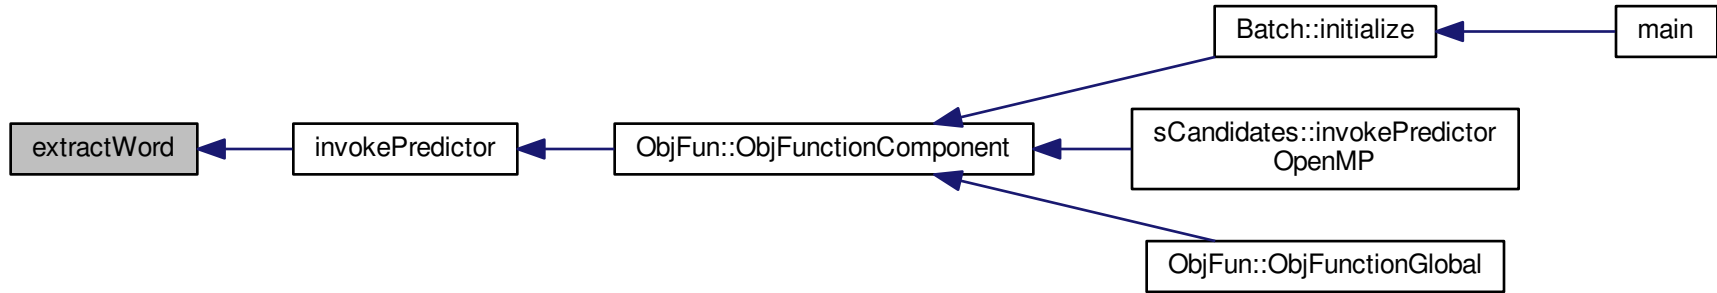 Batch::initialize
main
sCandidates::invokePredictor
OpenMP
extractWord
invokePredictor
ObjFun::ObjFunctionComponent
ObjFun::ObjFunctionGlobal